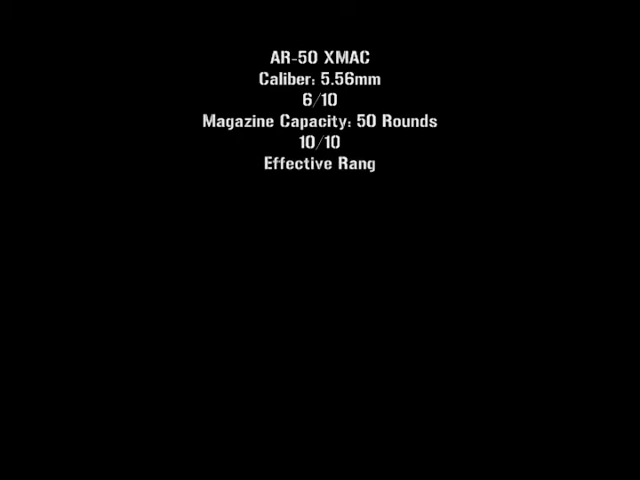 AR-50 XMAC
Caliber: 5.56mm
6/10
Magazine Capacity: 50 Rounds
10/10
Effective Rang